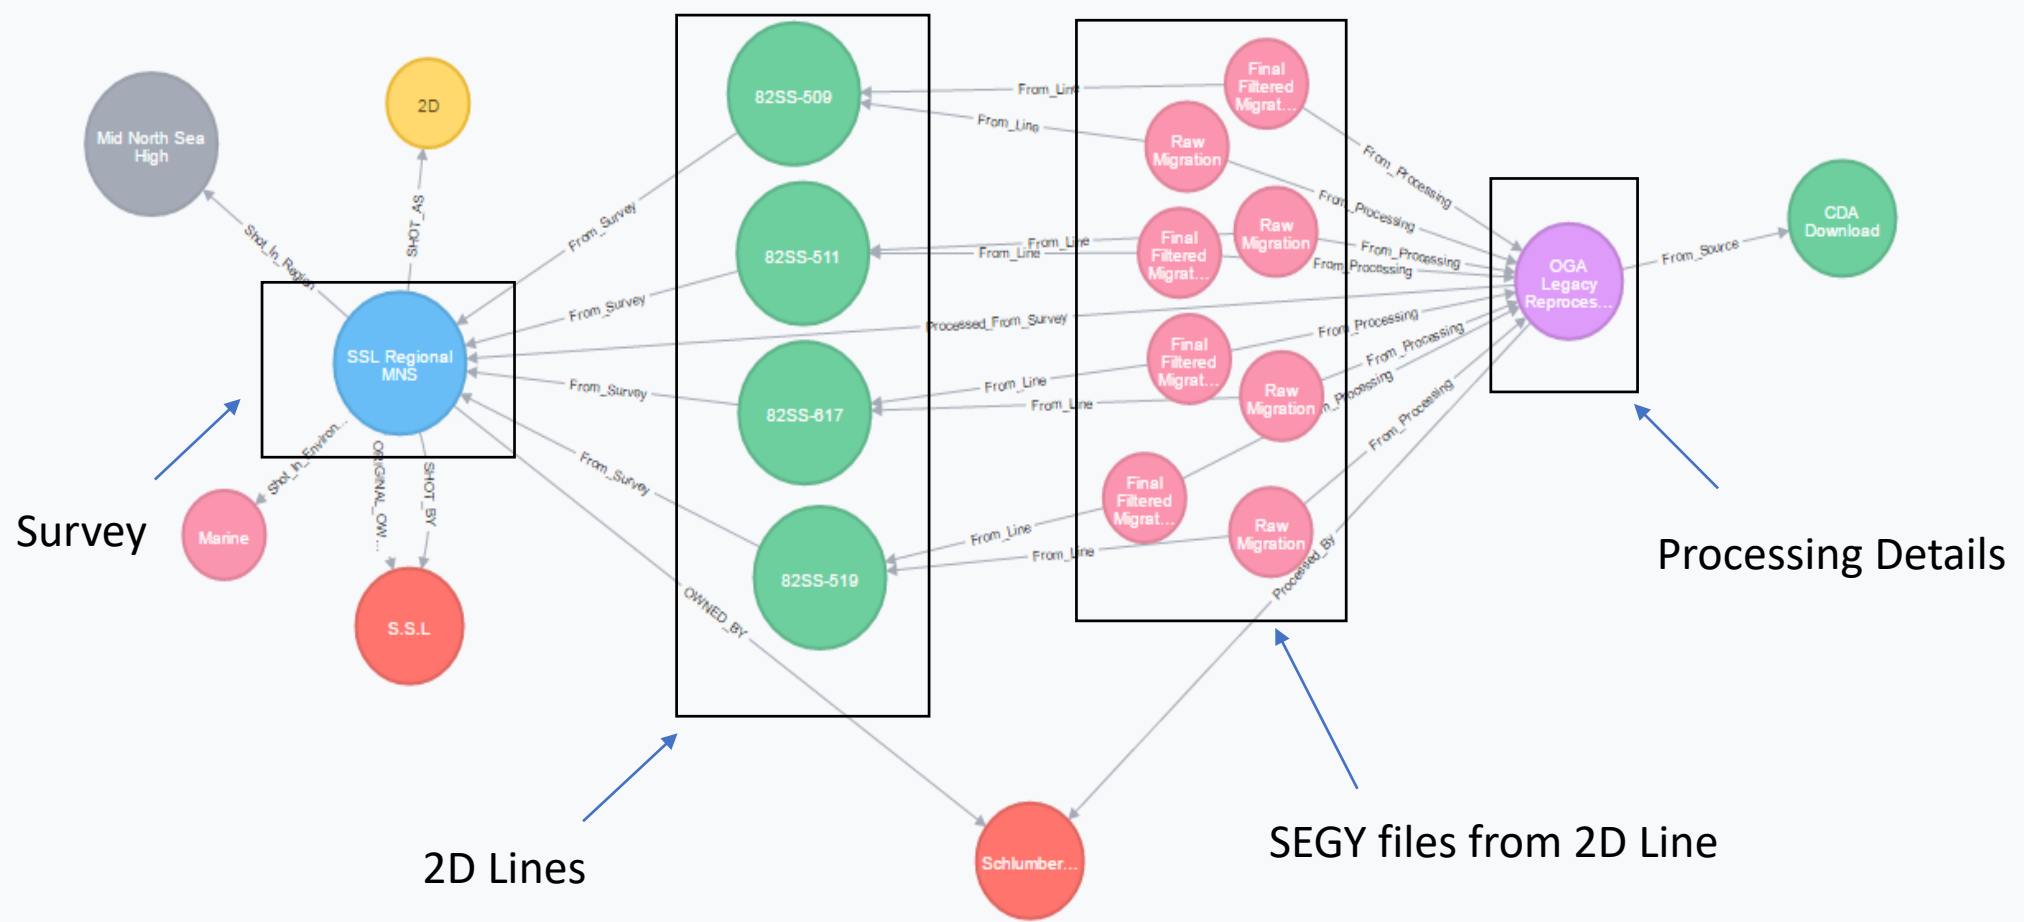 Mid North Sea
High
2D
Shot_In_Region
SHOT_AS
SSL Regional
MNS
Shot_In_Environ...
ORIGINAL_OW...
SHOT_BY
Marine
S.S.L
Survey
82SS-509
82SS-511
82SS-617
82SS-519
From_Survey
From_Survey
From_Survey
From_Survey
Processed_From_Survey
OWNED_BY
2D Lines
From_Line
From_Line
From_Line
From_Line
From_Line
From_Line
From_Line
From_Line
Final
Filtered
Migrat...
Raw
Migration
Raw
Migration
Final
Filtered
Migrat...
Final
Filtered
Migrat...
Raw
Migration
Final
Filtered
Migrat...
Raw
Migration
From_Processing
From_Processing
From_Processing
From_Processing
From_Processing
From_Processing
m_Processing
From_Processing
Processed_By
SEGY files from 2D Line
Schlumber...
OGA
Legacy
Reproces...
From_Source
CDA
Download
Processing Details